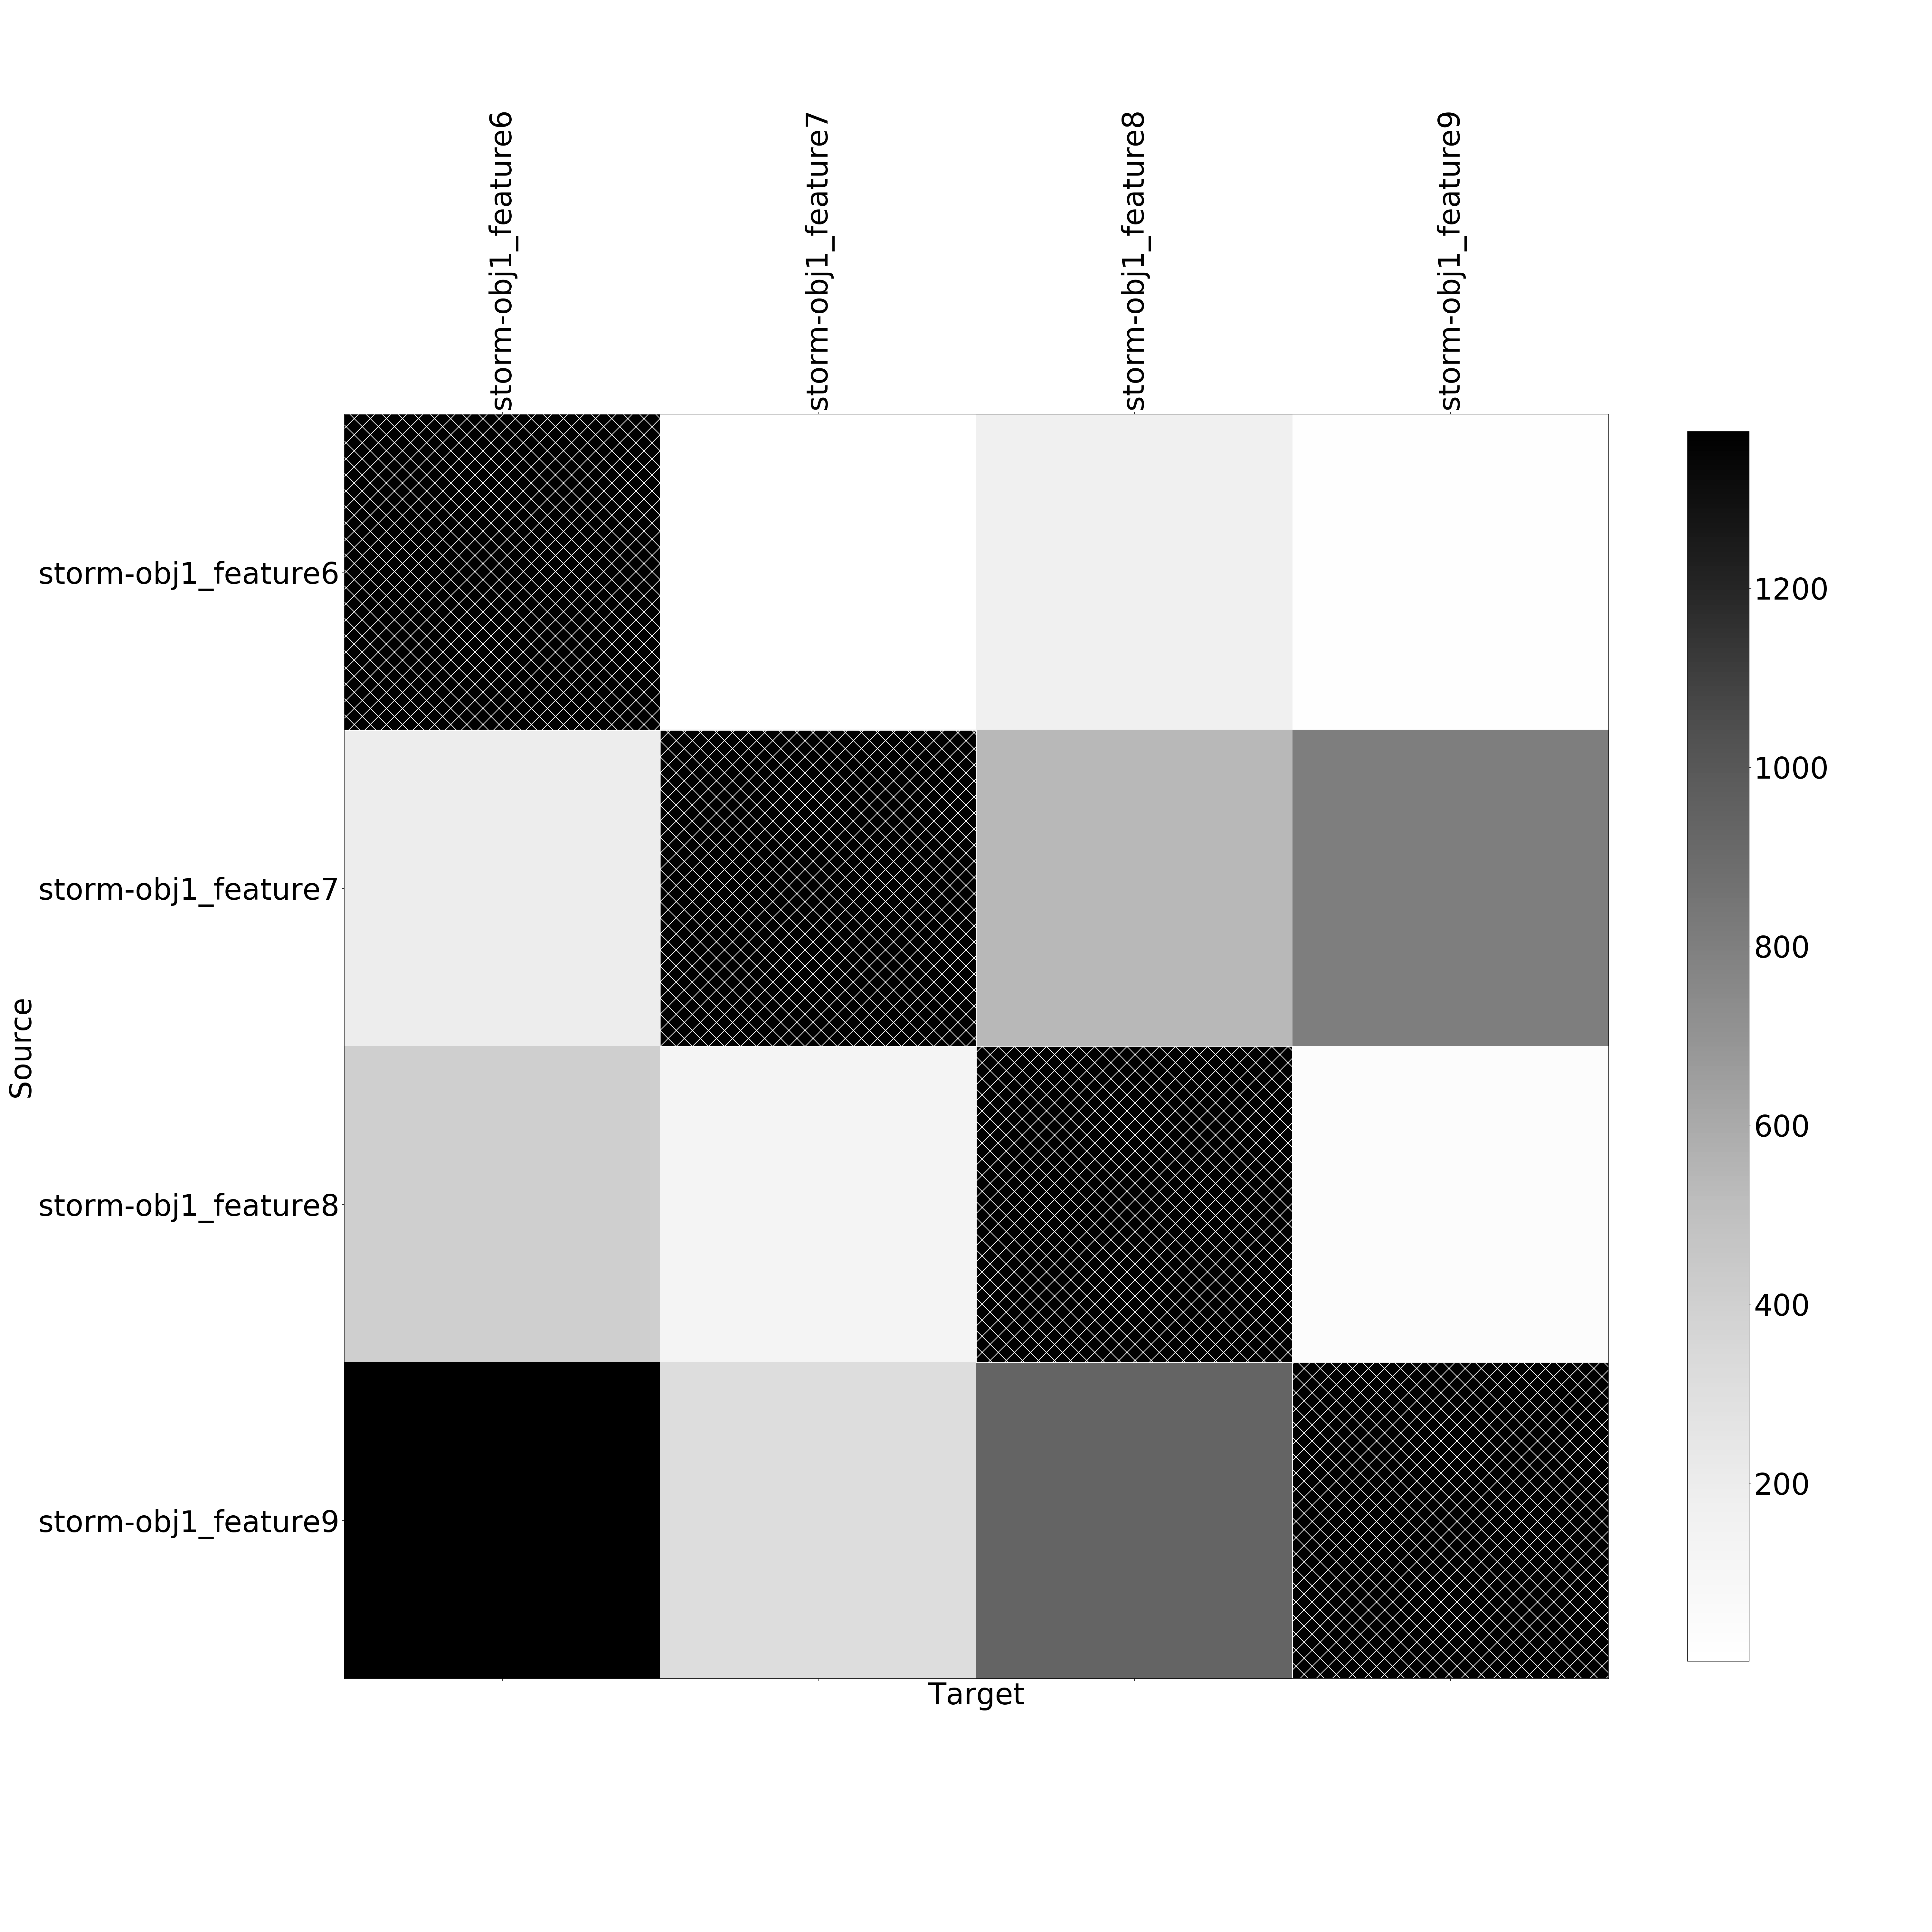 storm-obj1_feature6
storm-obj1_feature7
storm-obj1_feature8
storm-obj1_feature9
storm-obj1_feature6
storm-obj1_feature7
storm-obj1_feature8
storm-obj1_feature9
Source
Target
1200
1000
800
600
400
200